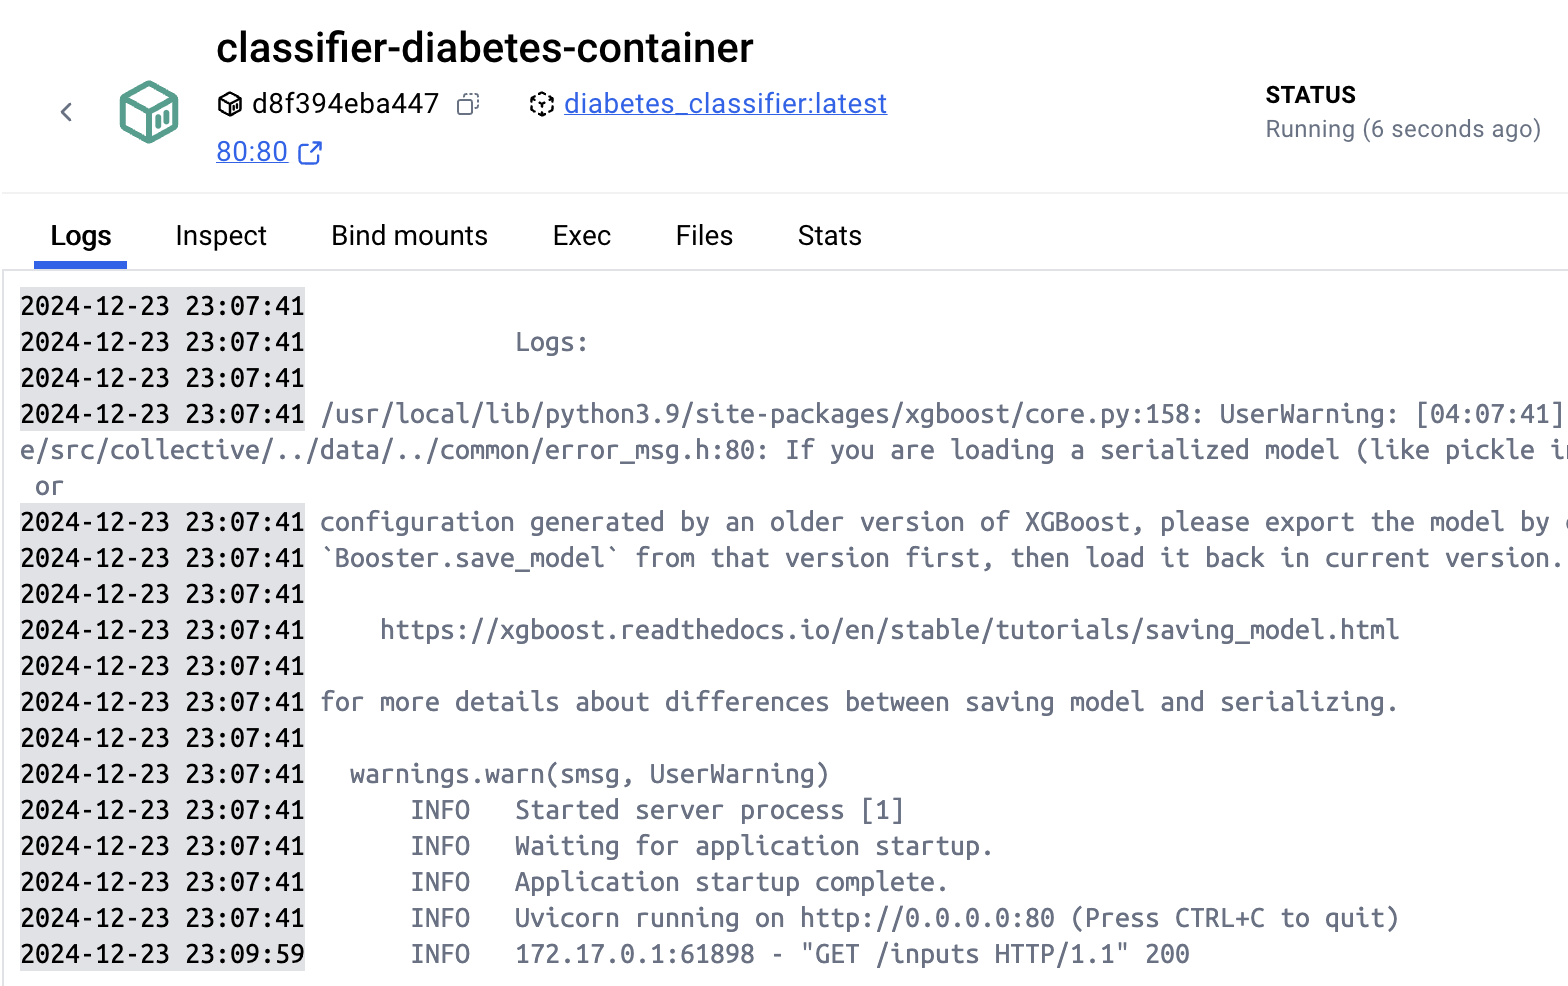 classifier-diabetes-container
d8f394eba447 diabetes_classifier:latest
80:80
STATUS
Running (6 seconds ago)
Logs Inspect Bind mounts Exec Files Stats
2024-12-23 23:07:41
2024-12-23 23:07:41 Logs:
2024-12-23 23:07:41
2024-12-23 23:07:41 /usr/local/lib/python3.9/site-packages/xgboost/core.py:158: UserWarning: [04:07:41]
e/src/collective/../data/../common/error_msg.h:80: If you are loading a serialized model (like pickle
or
2024-12-23 23:07:41 configuration generated by an older version of XGBoost, please export the model by
2024-12-23 23:07:41 `Booster.save_model` from that version first, then load it back in current version.
2024-12-23 23:07:41
2024-12-23 23:07:41 https://xgboost.readthedocs.io/en/stable/tutorials/saving_model.html
2024-12-23 23:07:41
2024-12-23 23:07:41 for more details about differences between saving model and serializing.
2024-12-23 23:07:41
2024-12-23 23:07:41 warnings.warn(smsg, UserWarning)
2024-12-23 23:07:41 INFO Started server process [1]
2024-12-23 23:07:41 INFO Waiting for application startup.
2024-12-23 23:07:41 INFO Application startup complete.
2024-12-23 23:07:41 INFO Uvicorn running on http://0.0.0.0:80 (Press CTRL+C to quit)
2024-12-23 23:09:59 INFO 172.17.0.1:61898 - "GET /inputs HTTP/1.1" 200